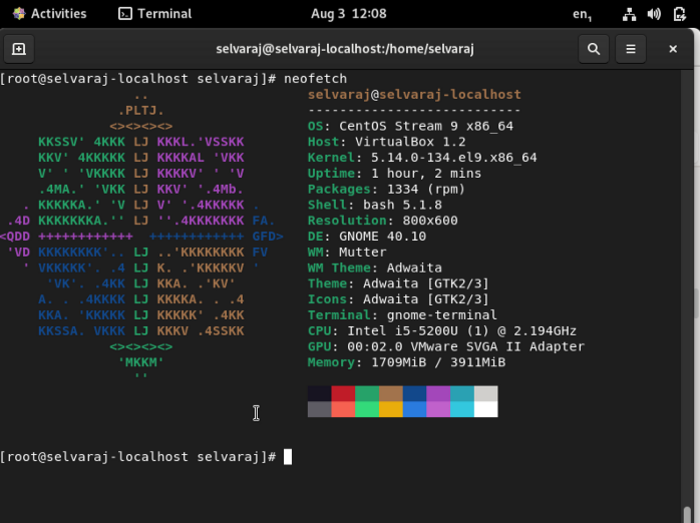 Activities Terminal Aug 3 12:08 en₁
selvaraj@selvaraj-localhost:/home/selvaraj
[root@selvaraj-localhost selvaraj]# neofetch
.. selvaraj@selvaraj-localhost
.PLTJ. ---------------------------
<><><><> OS: CentOS Stream 9 x86_64
KKSSV' 4KKK LJ KKKL.'VSSKK Host: VirtualBox 1.2
KKV' 4KKKKK LJ KKKKAL 'VKK Kernel: 5.14.0-134.el9.x86_64
V' ' 'VKKKK LJ KKKKV' ' 'V Uptime: 1 hour, 2 mins
.4MA.' 'VKK LJ KKV' '.4Mb. Packages: 1334 (rpm)
. KKKKKA.' 'V LJ V' '.4KKKKK . Shell: bash 5.1.8
.4D KKKKKKKA.'' LJ ''.4KKKKKKK FA. Resolution: 800x600
<QDD ++++++++++++ ++++++++++++ GFD> DE: GNOME 40.10
'VD KKKKKKKK'.. LJ ..'KKKKKKKK FV WM: Mutter
' VKKKKK'. .4 LJ K. .'KKKKKV ' WM Theme: Adwaita
'VK'. .4KK LJ KKA. .'KV' Theme: Adwaita [GTK2/3]
A. . .4KKKK LJ KKKKA. . .4 Icons: Adwaita [GTK2/3]
KKA. 'KKKKK LJ KKKKK' .4KK Terminal: gnome-terminal
KKSSA. VKKK LJ KKKV .4SSKK CPU: Intel i5-5200U (1) @ 2.194GHz
<><><><> GPU: 00:02.0 VMware SVGA II Adapter
'MKKM' Memory: 1709MiB / 3911MiB
''
[root@selvaraj-localhost selvaraj]#